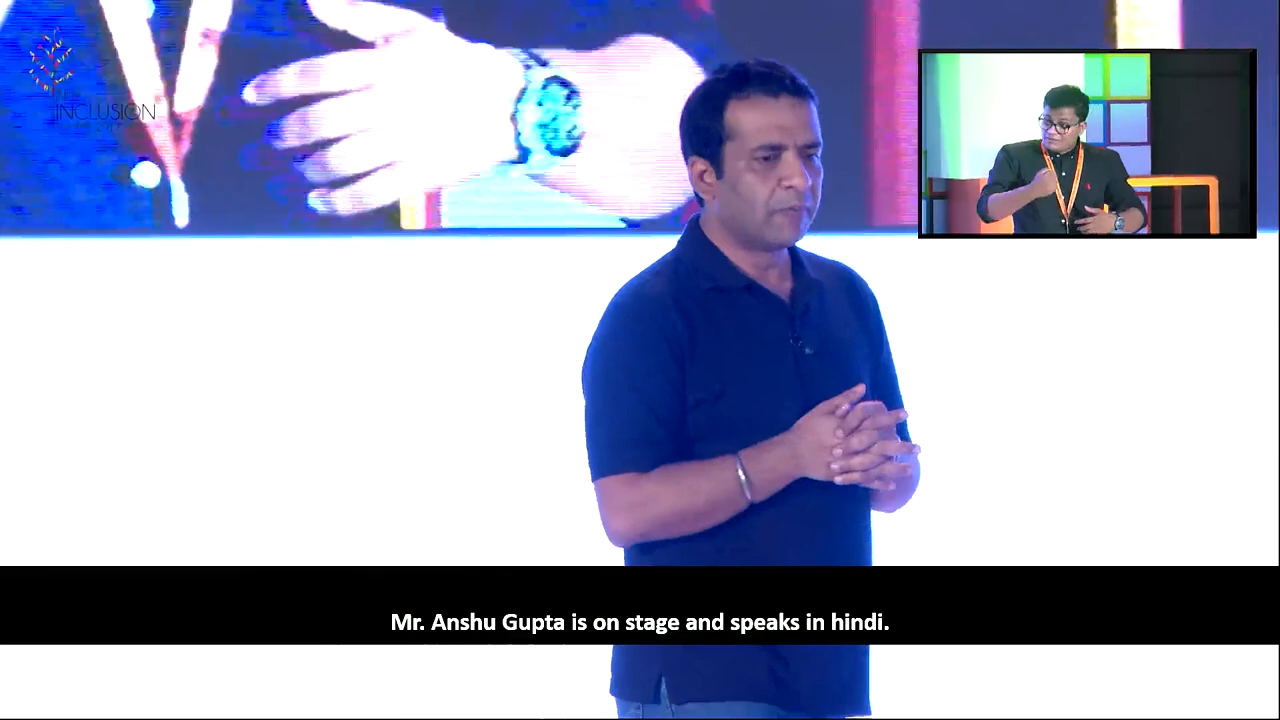 INCLUSION
Mr. Anshu Gupta is on stage and speaks in hindi.